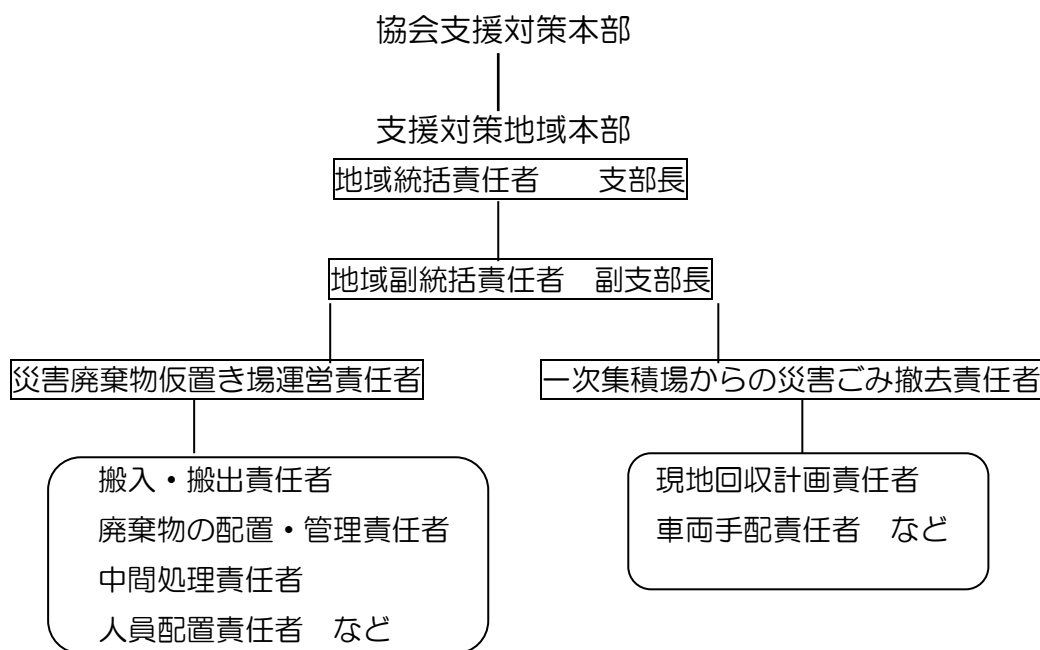 協会支援対策本部
支援対策地域本部
地域統括責任者　　支部長
地域副統括責任者　副支部長
災害廃棄物仮置き場運営責任者
一次集積場からの災害ごみ撤去責任者
搬入・搬出責任者
廃棄物の配置・管理責任者
中間処理責任者
人員配置責任者　など
現地回収計画責任者
車両手配責任者　など